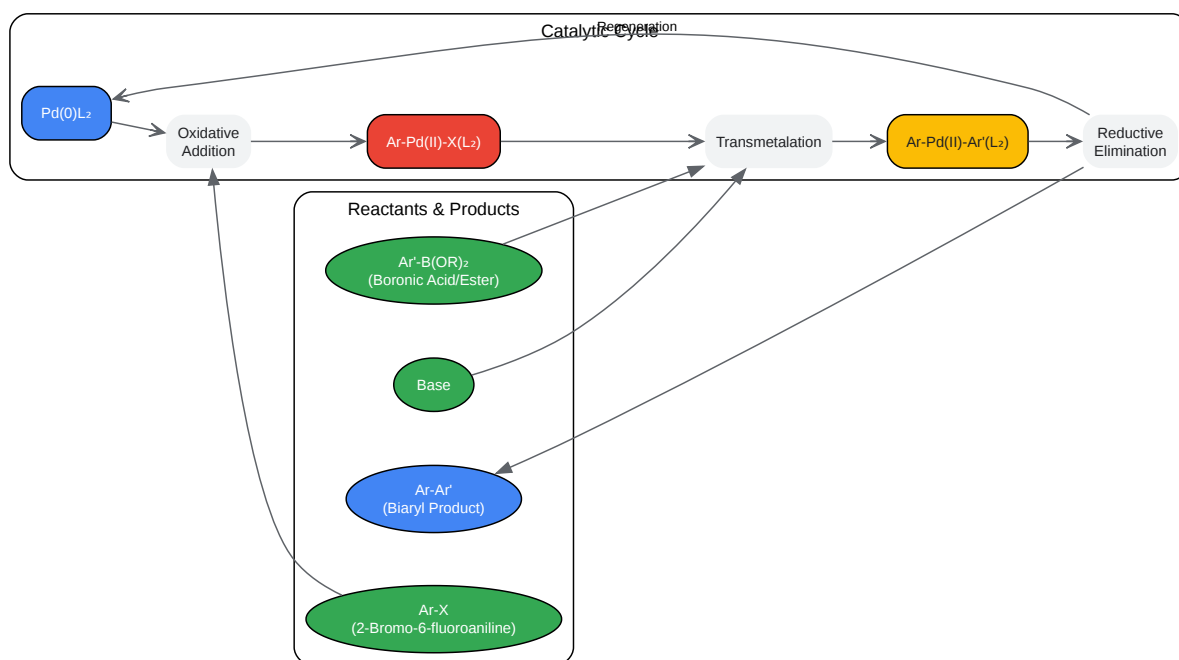 Regeneration
Catalytic Cycle
Pd(0)L₂
Oxidative
Addition
Ar-Pd(II)-X(L₂)
Transmetalation
Ar-Pd(II)-Ar'(L₂)
Reductive
Elimination
Reactants & Products
Ar'-B(OR)₂
(Boronic Acid/Ester)
Base
Ar-Ar'
(Biaryl Product)
Ar-X
(2-Bromo-6-fluoroaniline)